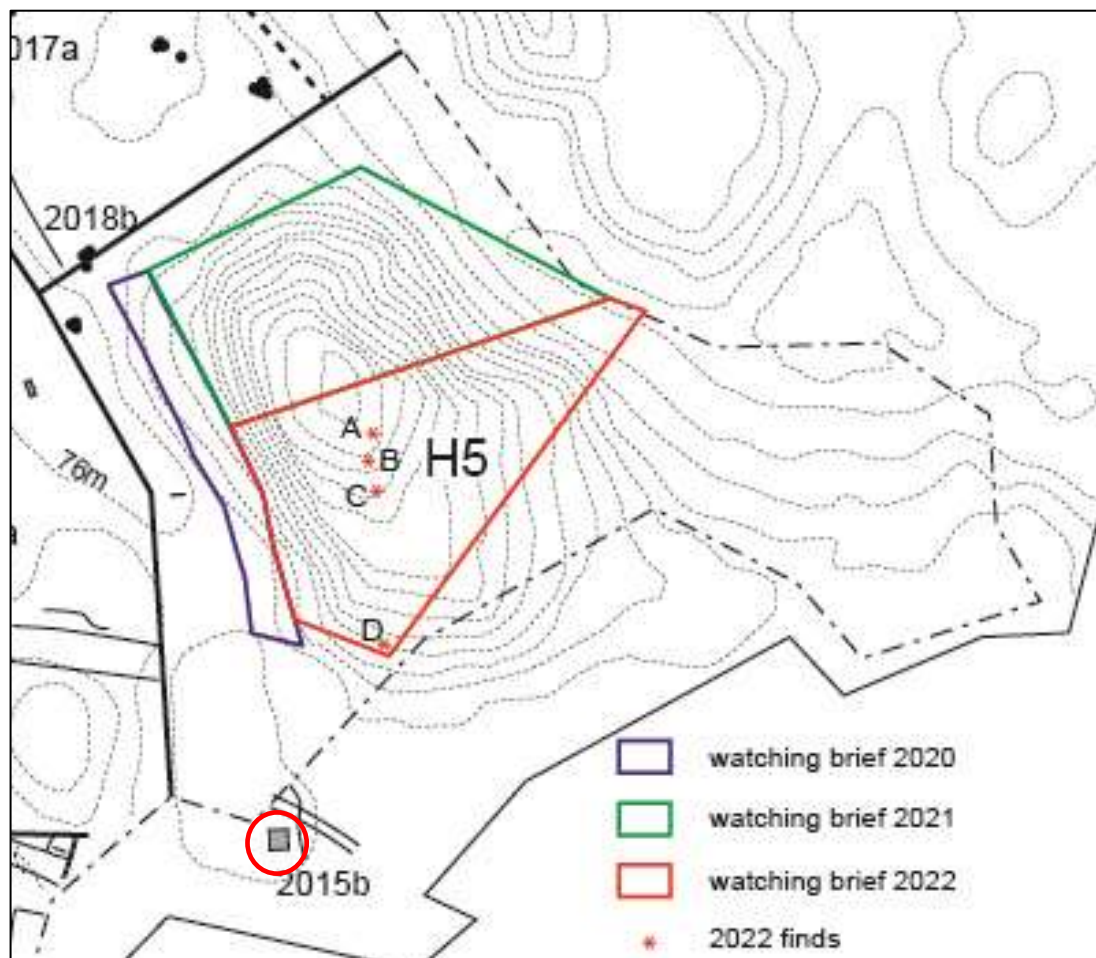 017a
2018b
76m
A
B
C
H5
D
2015b
watching brief 2020
watching brief 2021
watching brief 2022
* 2022 finds